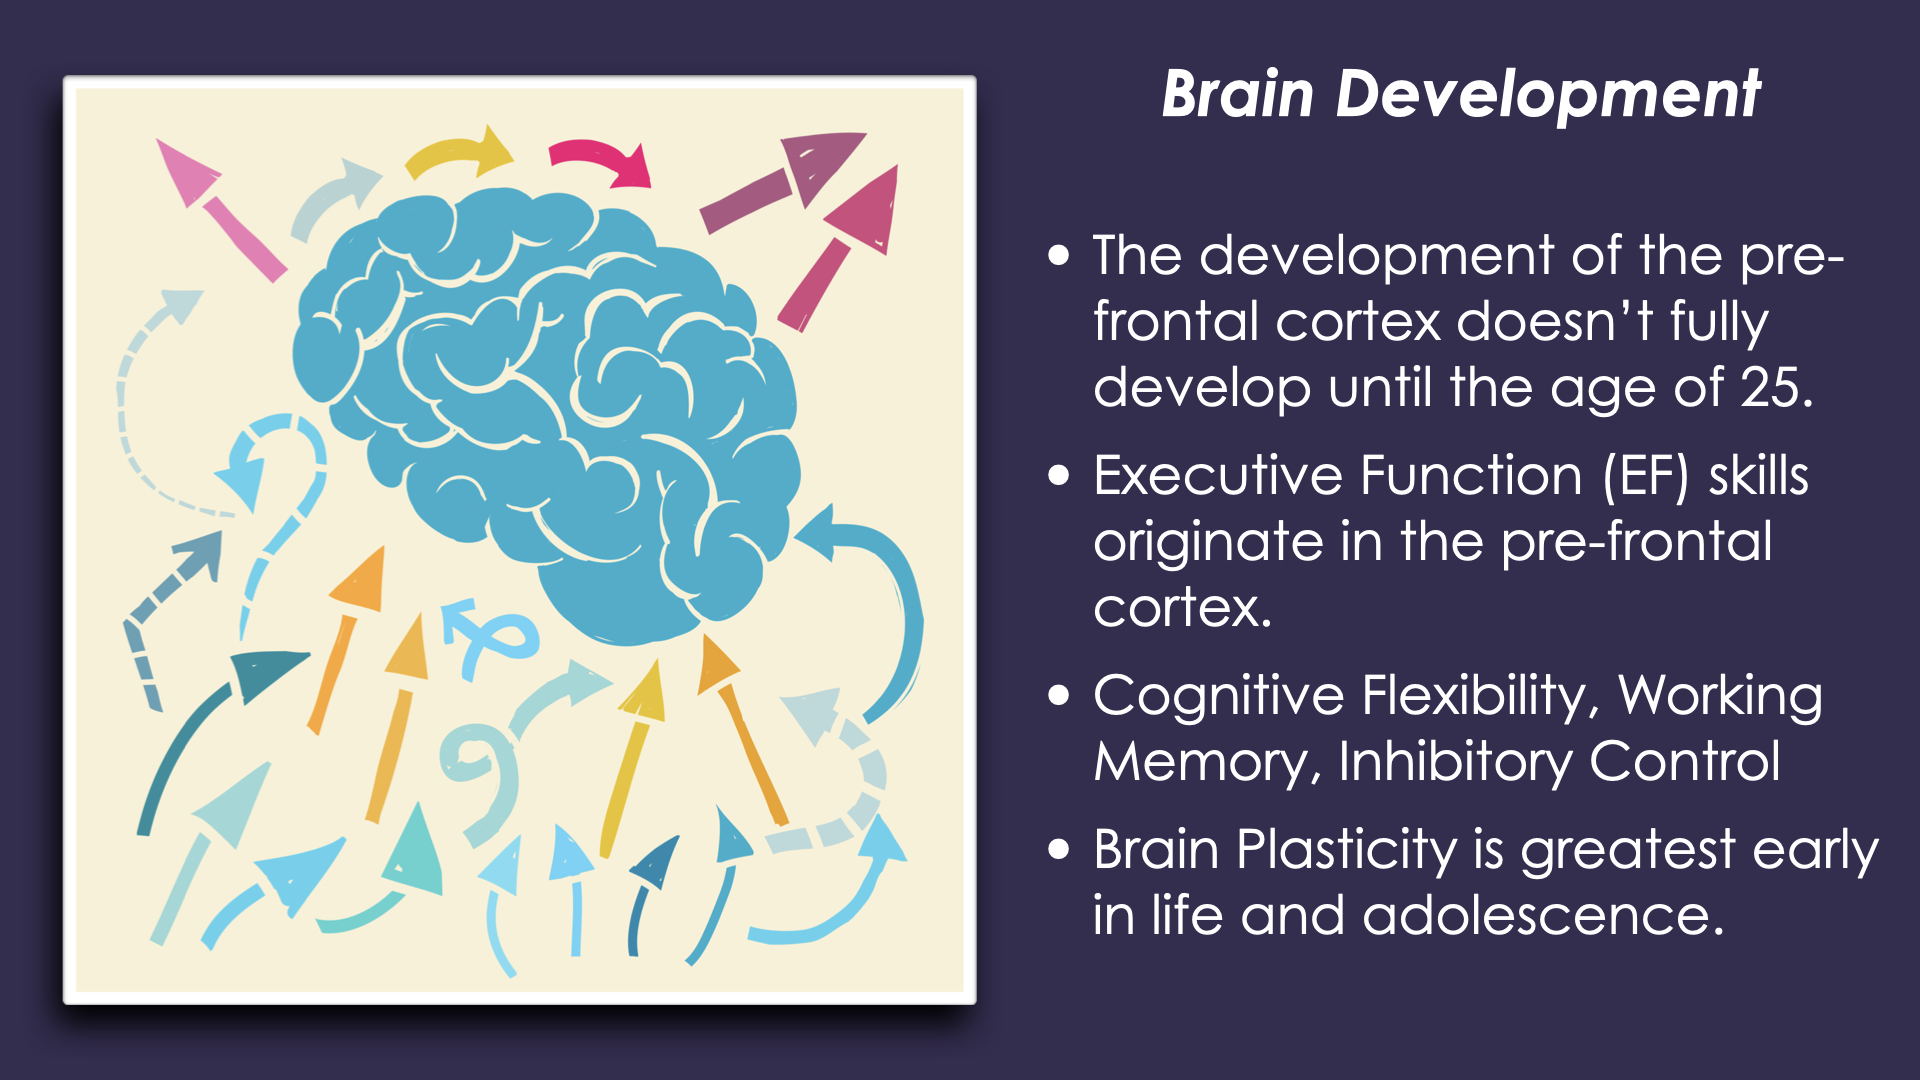 Brain Development
• The development of the pre-
frontal cortex doesn’t fully
develop until the age of 25.
• Executive Function (EF) skills
originate in the pre-frontal
cortex.
• Cognitive Flexibility, Working
Memory, Inhibitory Control
• Brain Plasticity is greatest early
in life and adolescence.